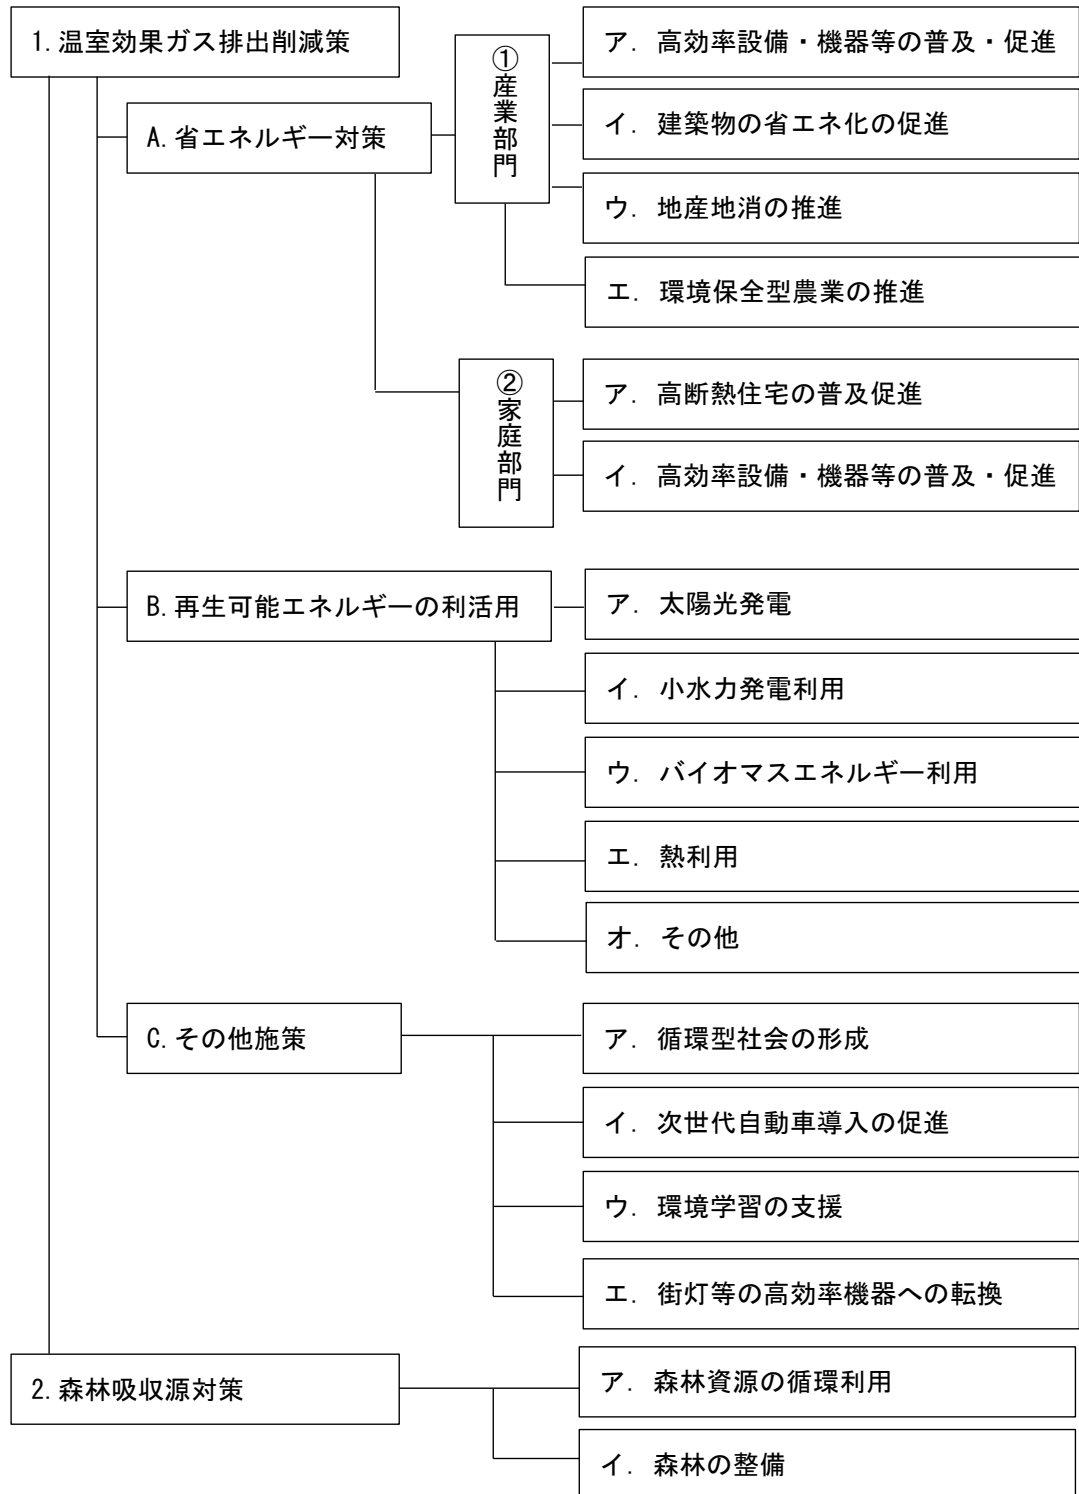 1.温室効果ガス排出削減策
A.省エネルギー対策
①産業部門
ア. 高効率設備・機器等の普及・促進
イ. 建築物の省エネ化の促進
ウ. 地産地消の推進
エ. 環境保全型農業の推進
②家庭部門
ア. 高断熱住宅の普及促進
イ. 高効率設備・機器等の普及・促進
B.再生可能エネルギーの利活用
ア. 太陽光発電
イ. 小水力発電利用
ウ. バイオマスエネルギー利用
エ. 熱利用
オ. その他
C.その他施策
ア. 循環型社会の形成
イ. 次世代自動車導入の促進
ウ. 環境学習の支援
エ. 街灯等の高効率機器への転換
2.森林吸収源対策
ア. 森林資源の循環利用
イ. 森林の整備